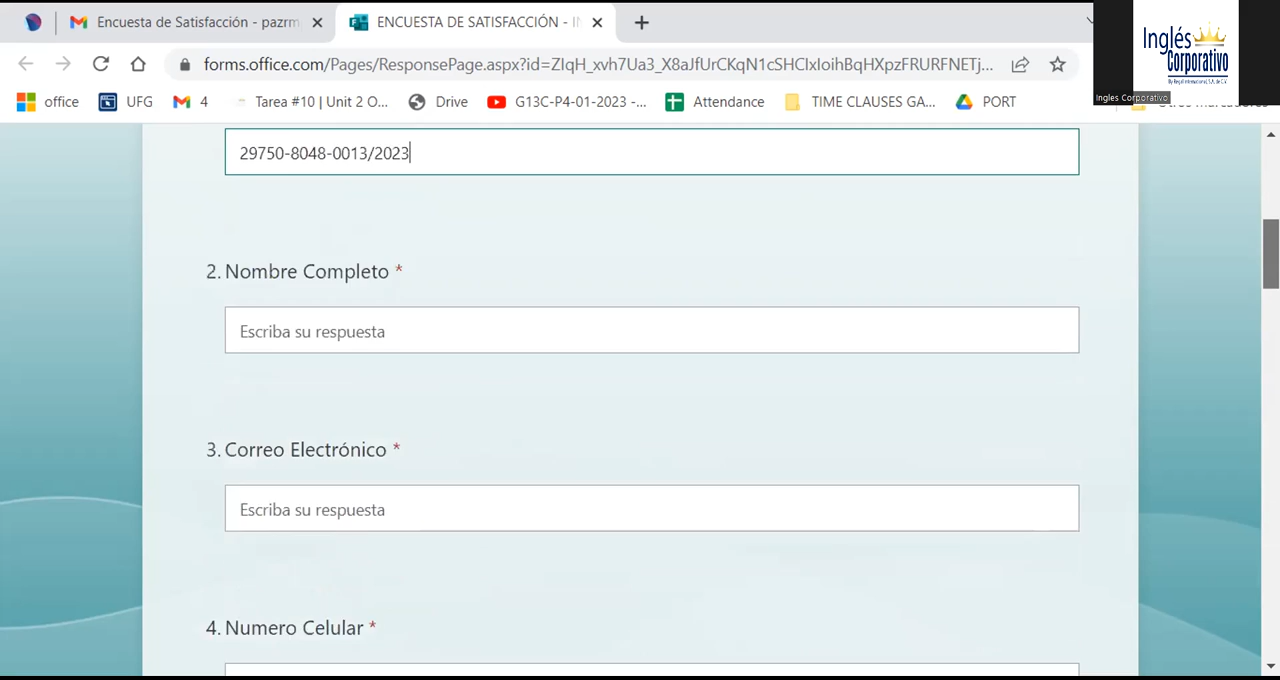 Encuesta de Satisfacción - pazrm
ENCUESTA DE SATISFACCIÓN - IN
forms.office.com/Pages/ResponsePage.aspx?id=ZIqH_xvh7Ua3_X8aJfUrCKqN1cSHCIxIoihBqHXpzFRURFNETj...
office
UFG
4
Tarea #10 | Unit 2 O...
Drive
G13C-P4-01-2023 -...
Attendance
TIME CLAUSES GA...
PORT
Inglés
Corporativo
Ingles Corporativo
29750-8048-0013/2023
2. Nombre Completo *
Escriba su respuesta
3. Correo Electrónico *
Escriba su respuesta
4. Numero Celular *